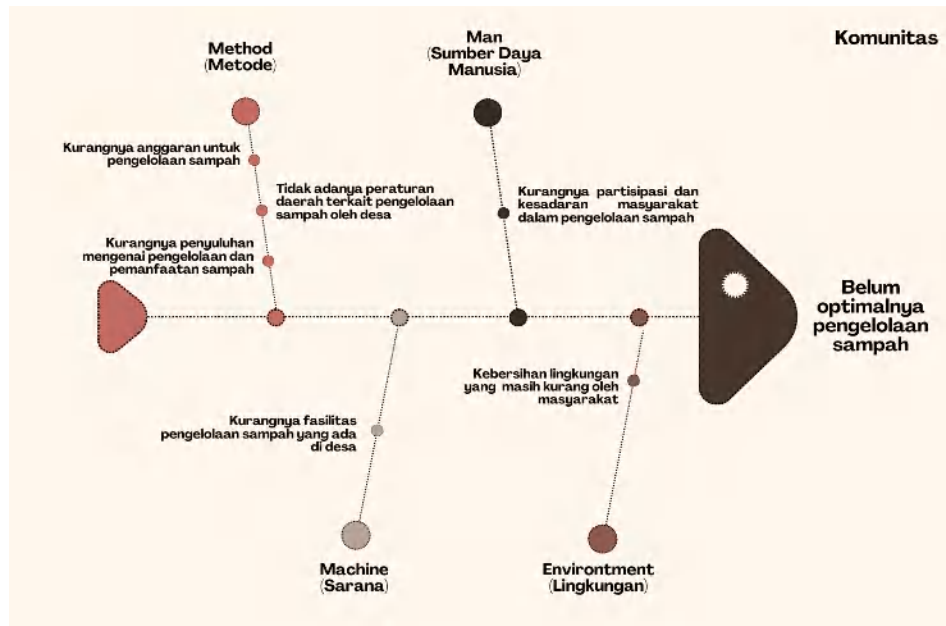 Komunitas
Method
(Metode)
Man
(Sumber Daya
Manusia)
Kurangnya anggaran untuk
pengelolaan sampah
Tidak adanya peraturan
daerah terkait pengelolaan
sampah oleh desa
Kurangnya penyuluhan
mengenai pengelolaan dan
pemanfaatan sampah
Kurangnya partisipasi dan
kesadaran masyarakat
dalam pengelolaan sampah
Belum
optimalnya
pengelolaan
sampah
Kebersihan lingkungan
yang masih kurang oleh
masyarakat
Kurangnya fasilitas
pengelolaan sampah yang ada
di desa
Machine
(Sarana)
Environtment
(Lingkungan)